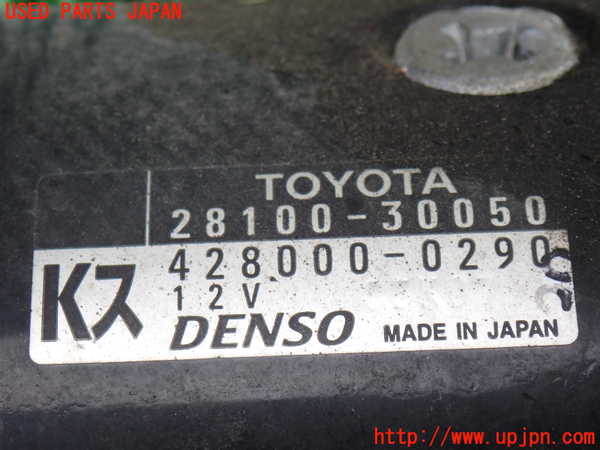 USED PARTS JAPAN
TOYOTA
28100-30050
Kス
428000-0290
12V
DENSO MADE IN JAPAN
http://www.upjpn.com